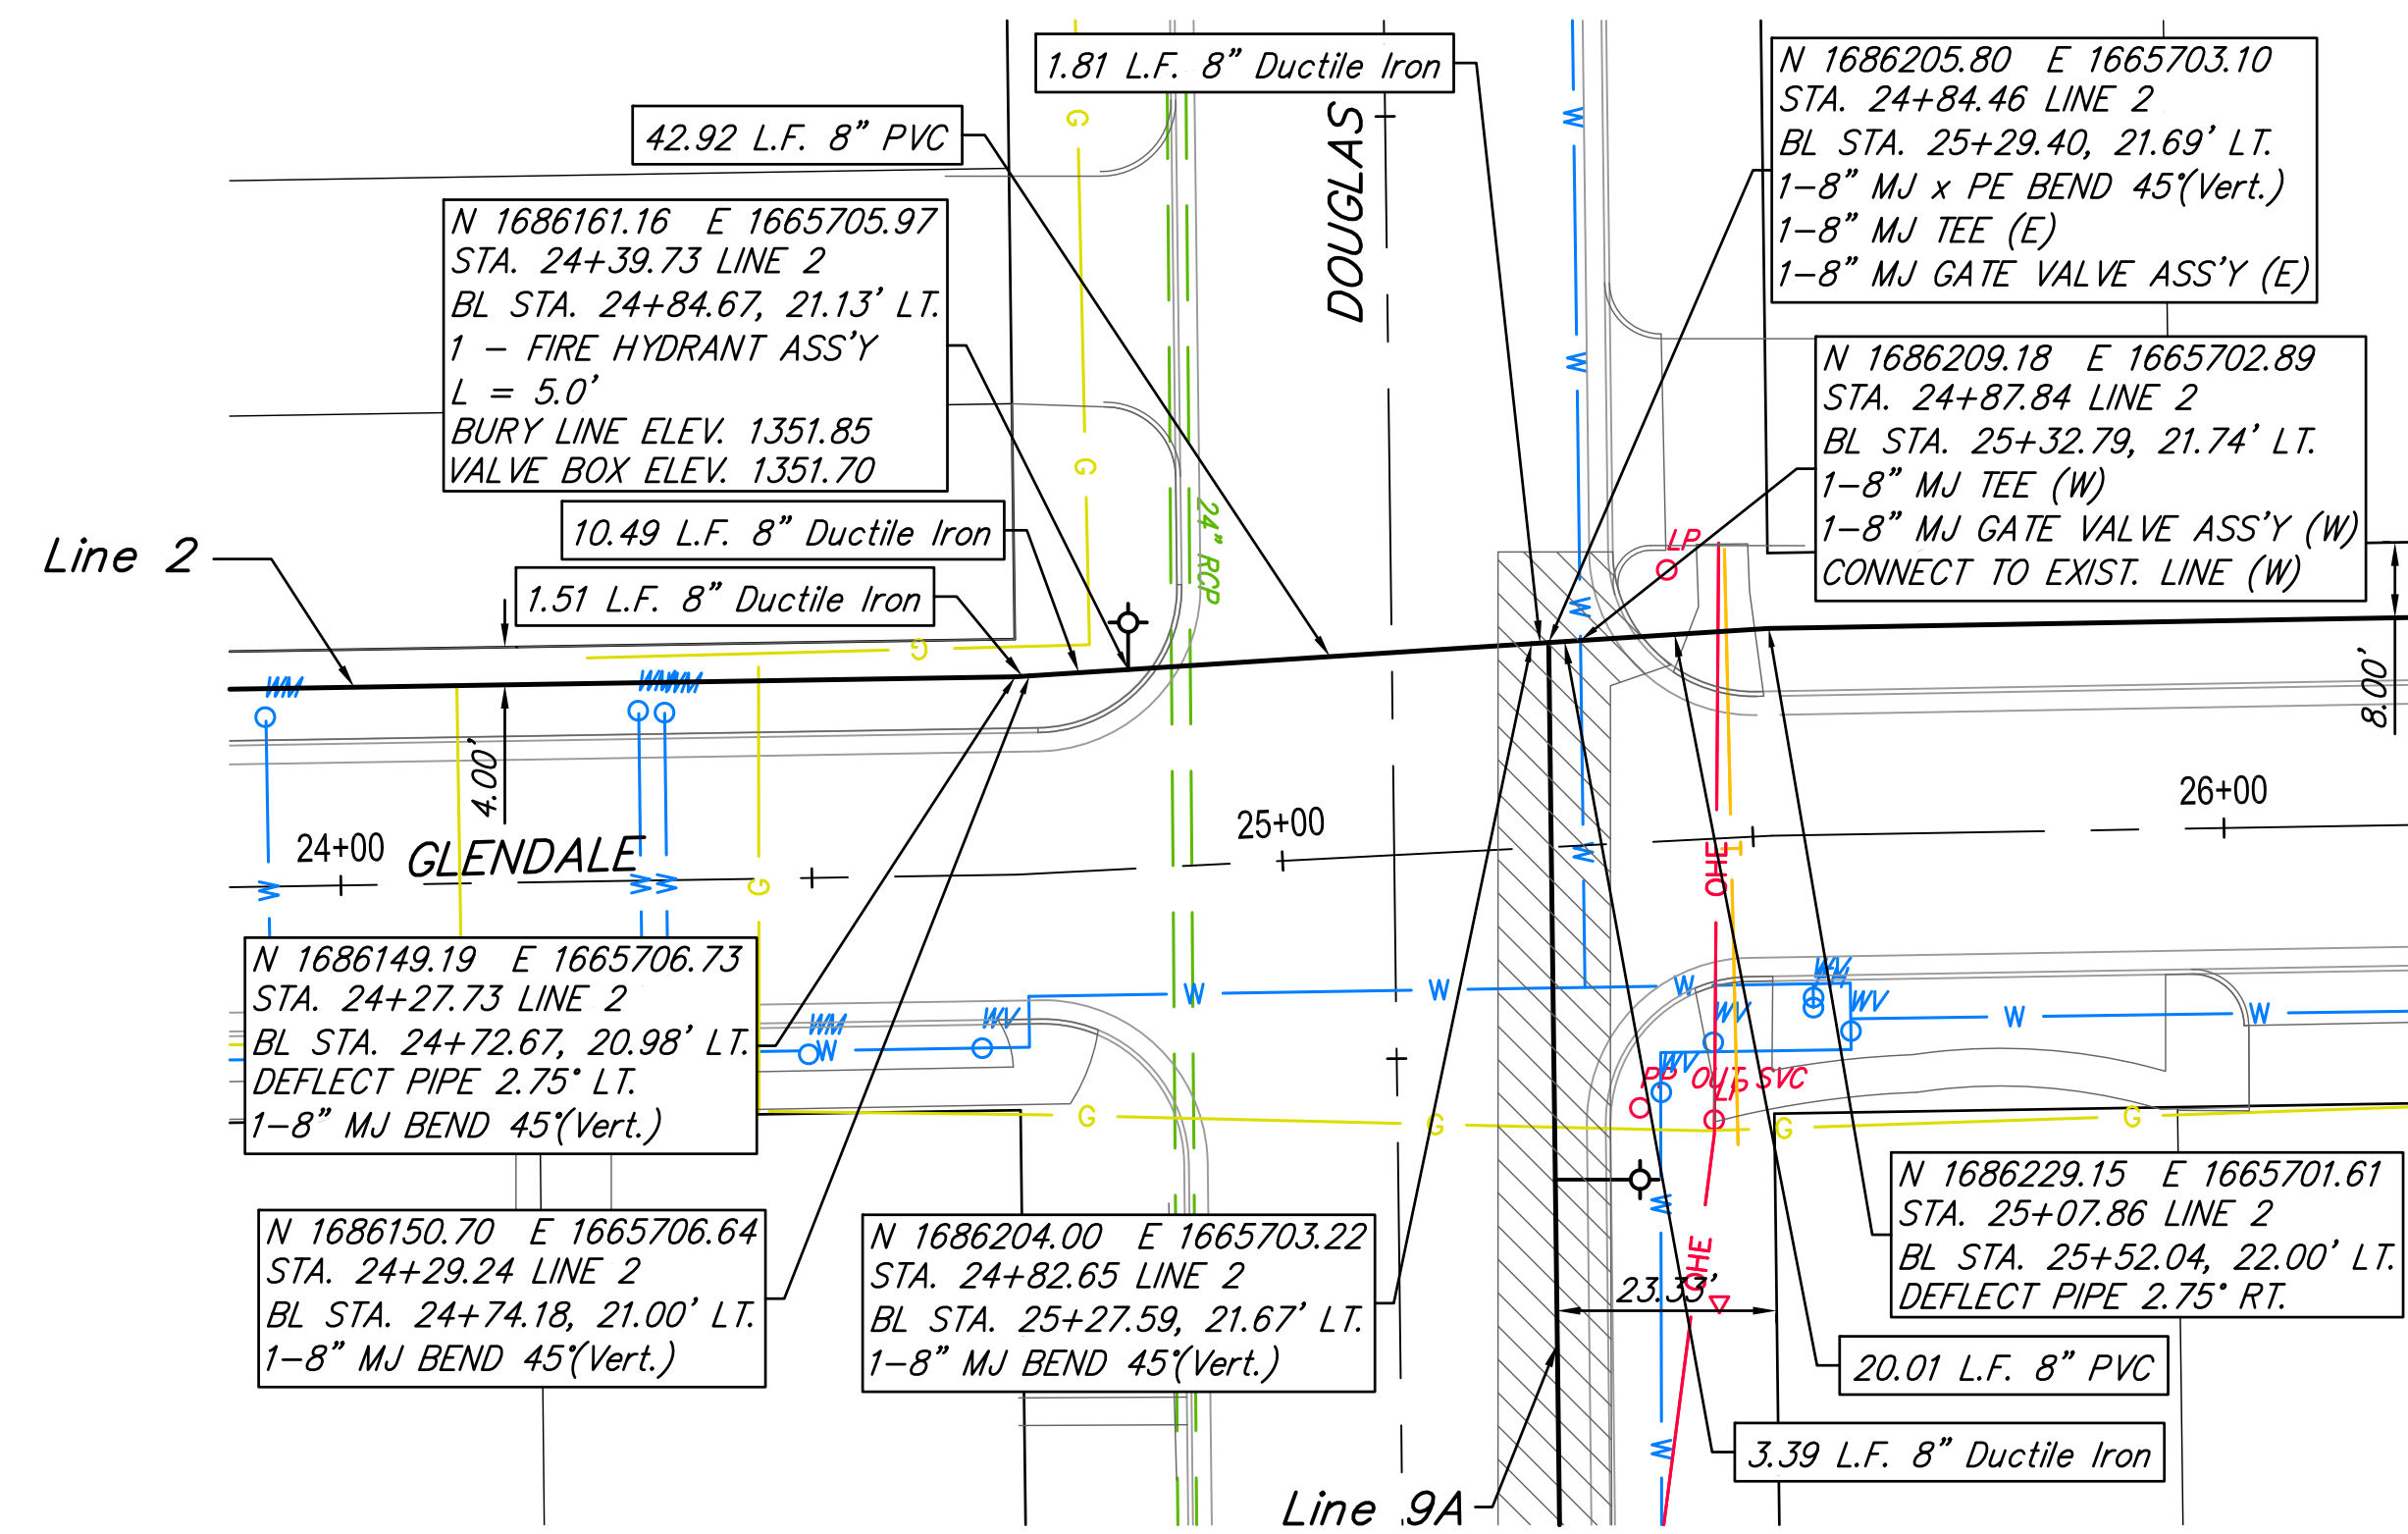 1.81 L.F. 8” Ductile Iron
42.92 L.F. 8” PVC
DOUGLAS
N 1686205.80 E 1665703.10
STA. 24+84.46 LINE 2
BL STA. 25+29.40, 21.69’ LT.
1-8” MJ x PE BEND 45°(Vert.)
1-8” MJ TEE (E)
1-8” MJ GATE VALVE ASS’Y (E)
N 1686161.16 E 1665705.97
STA. 24+39.73 LINE 2
BL STA. 24+84.67, 21.13’ LT.
1 - FIRE HYDRANT ASS’Y
L = 5.0’
BURY LINE ELEV. 1351.85
VALVE BOX ELEV. 1351.70
N 1686209.18 E 1665702.89
STA. 24+87.84 LINE 2
BL STA. 25+32.79, 21.74’ LT.
1-8” MJ TEE (W)
1-8” MJ GATE VALVE ASS’Y (W)
CONNECT TO EXIST. LINE (W)
10.49 L.F. 8” Ductile Iron
1.51 L.F. 8” Ductile Iron
Line 2
24” RCP
LP
G
G
G
G
W
W
W
W
WM
WM
WM
4.00’
8.00’
24+00
GLENDALE
25+00
26+00
OHE
T
W
W
W
N 1686149.19 E 1665706.73
STA. 24+27.73 LINE 2
BL STA. 24+72.67, 20.98’ LT.
DEFLECT PIPE 2.75° LT.
1-8” MJ BEND 45°(Vert.)
WM
W
WV
W
W
W
WV
WV
W
W
WV
PP OUT SVC
LP
G
G
G
G
N 1686150.70 E 1665706.64
STA. 24+29.24 LINE 2
BL STA. 24+74.18, 21.00’ LT.
1-8” MJ BEND 45°(Vert.)
N 1686204.00 E 1665703.22
STA. 24+82.65 LINE 2
BL STA. 25+27.59, 21.67’ LT.
1-8” MJ BEND 45°(Vert.)
W
OHE
23.33’
N 1686229.15 E 1665701.61
STA. 25+07.86 LINE 2
BL STA. 25+52.04, 22.00’ LT.
DEFLECT PIPE 2.75° RT.
20.01 L.F. 8” PVC
W
3.39 L.F. 8” Ductile Iron
Line 9A